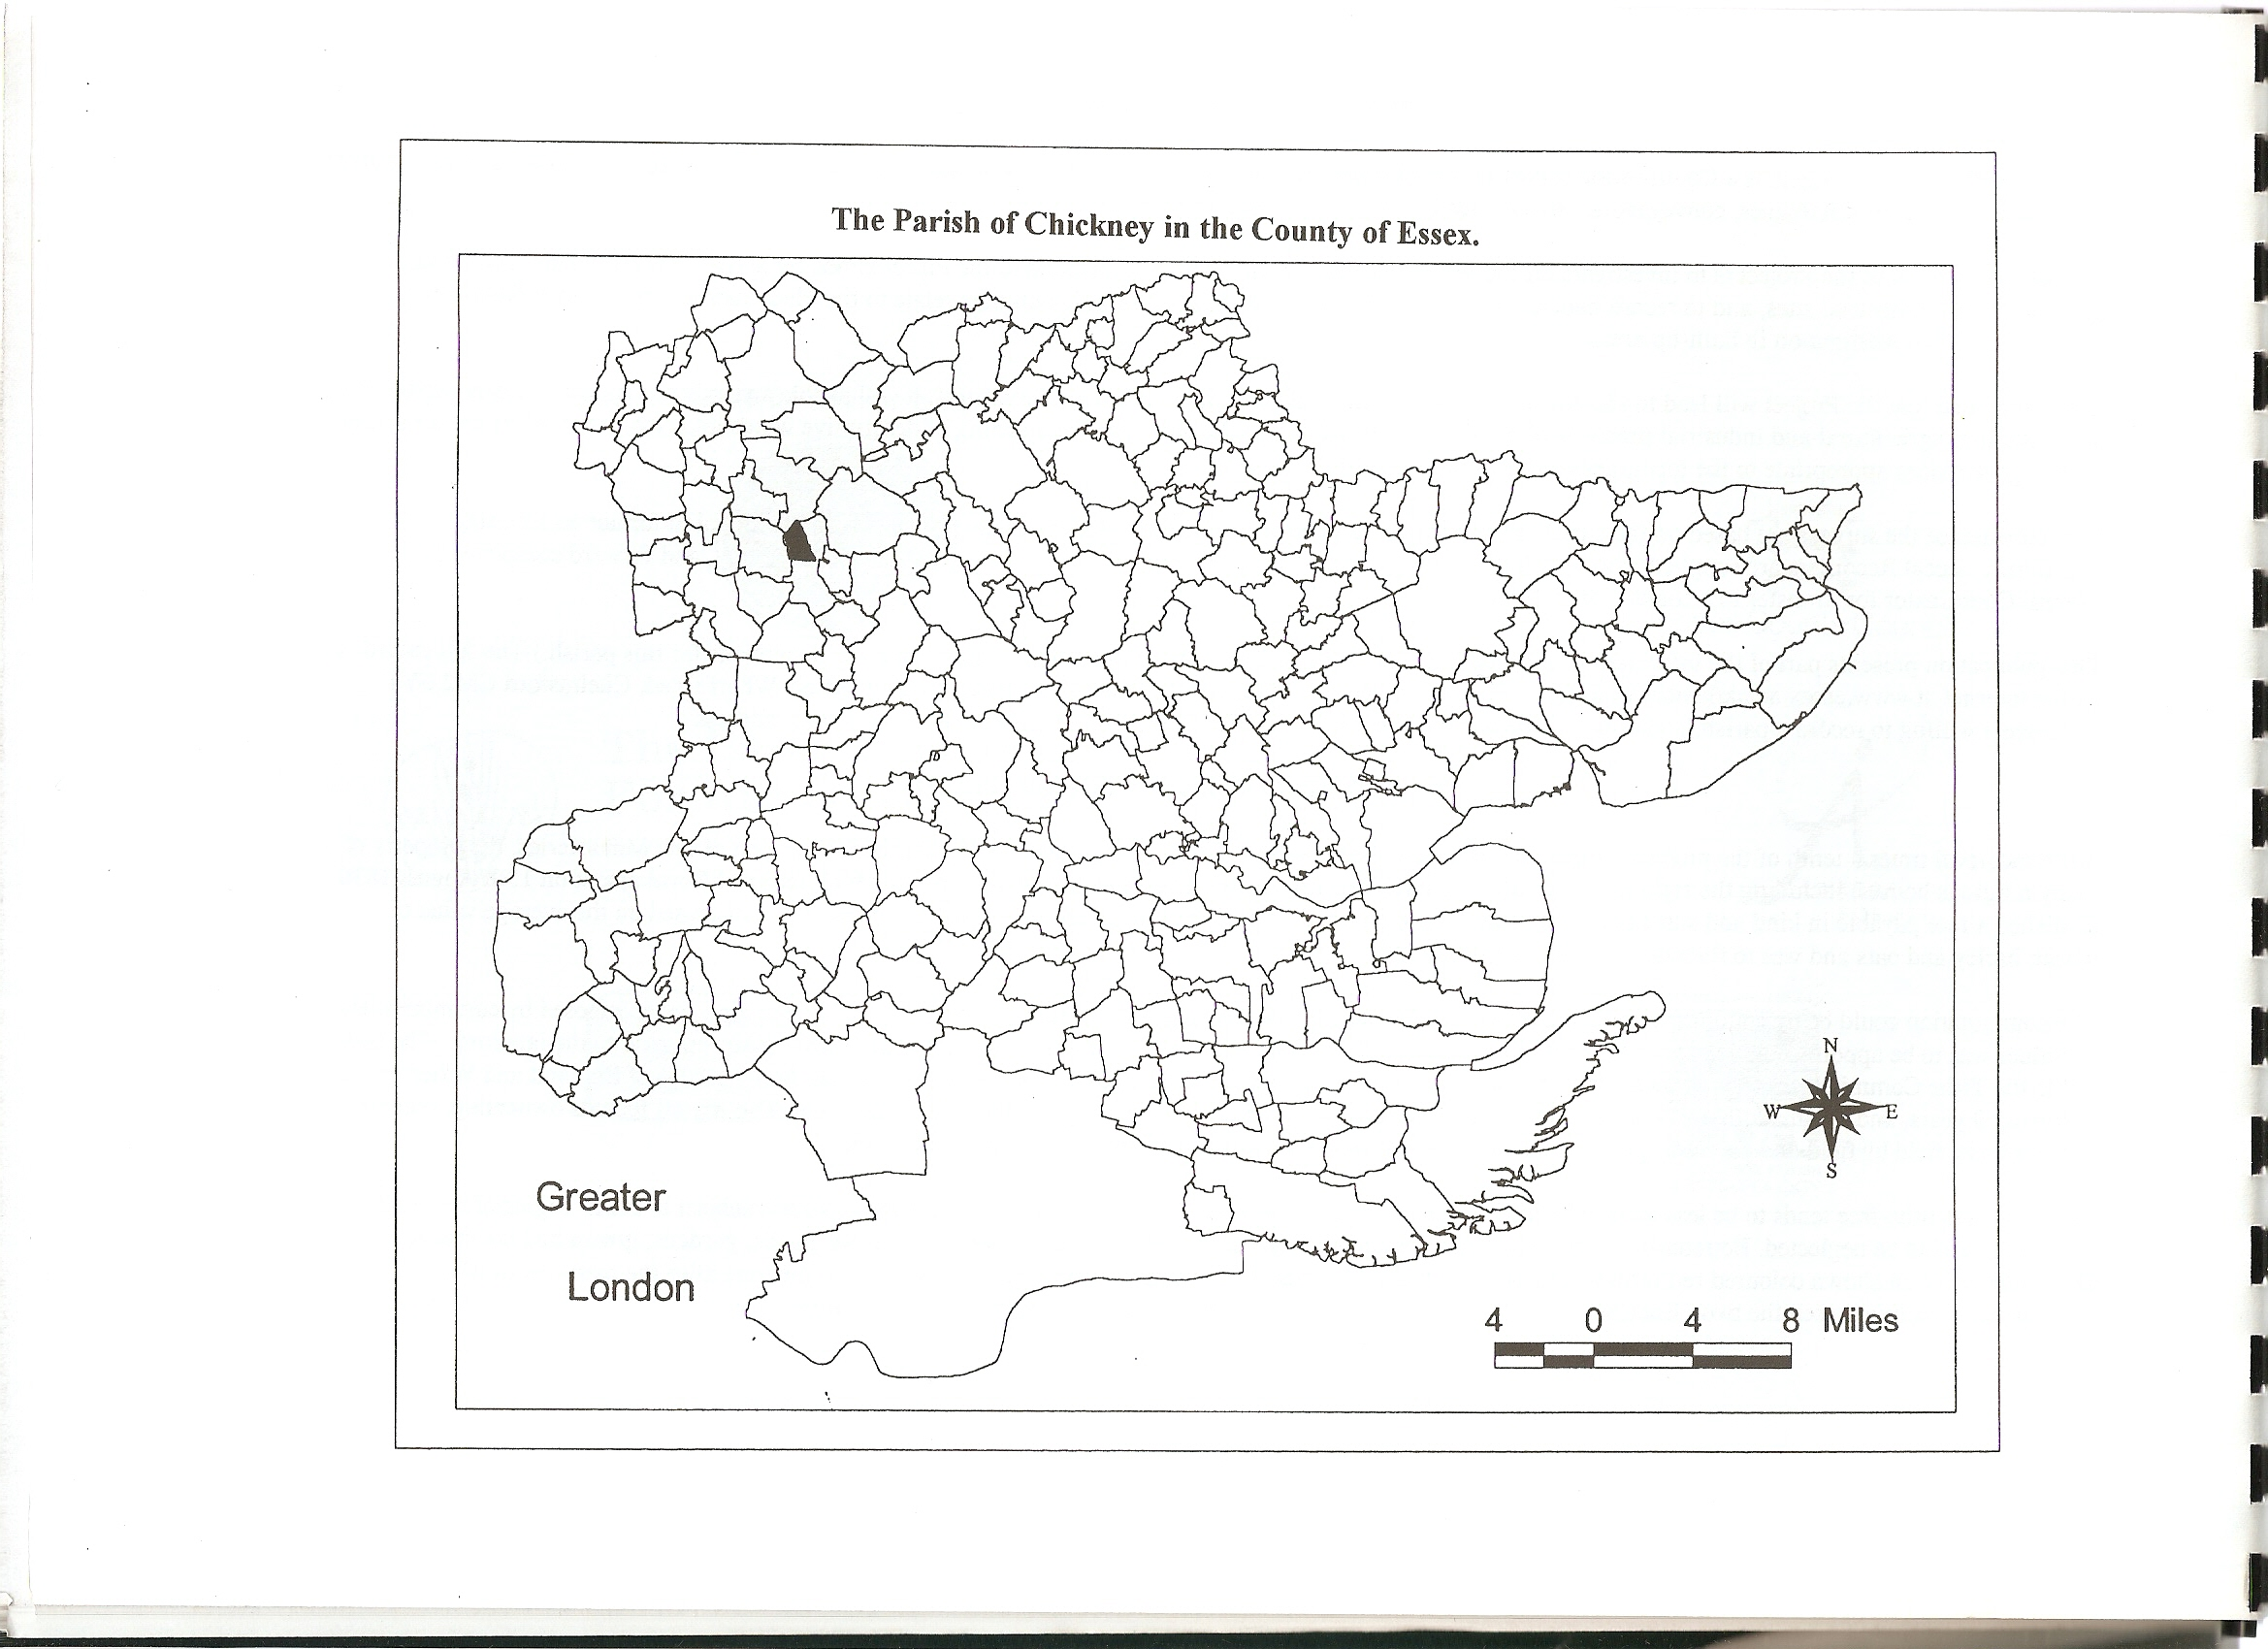 The Parish of Chickney in the County of Essex.
N
W E
S
Greater
London
4 0 4 8 Miles